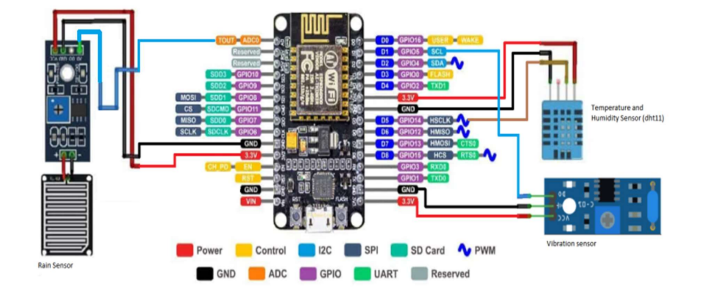 TOUT ADC0
Reserved
Reserved
SDD3 GPIO10
SDD2 GPIO9
MOSI SDD1 GPIO8
CS SDCMD GPIO11
MISO SDD0 GPIO7
SCLK SDCLK GPIO6
GND
3.3V
CH_PD EN
RST
GND
VIN
WiFi
RST
FLASH
D0 GPIO16 USER WAKE
D1 GPIO5 SCL
D2 GPIO4 SDA
D3 GPIO0 FLASH
D4 GPIO2 TXD1
3.3V
GND
D5 GPIO14 HSCLK
D6 GPIO12 HMISO
D7 GPIO13 HMOSI CTS0
D8 GPIO15 HCS RTS0
GPIO3 RXD0
GPIO1 TXD0
GND
3.3V
Temperature and
Humidity Sensor (dht11)
VCC
Vibration sensor
Rain Sensor
Power Control I2C SPI SD Card PWM
GND ADC GPIO UART Reserved